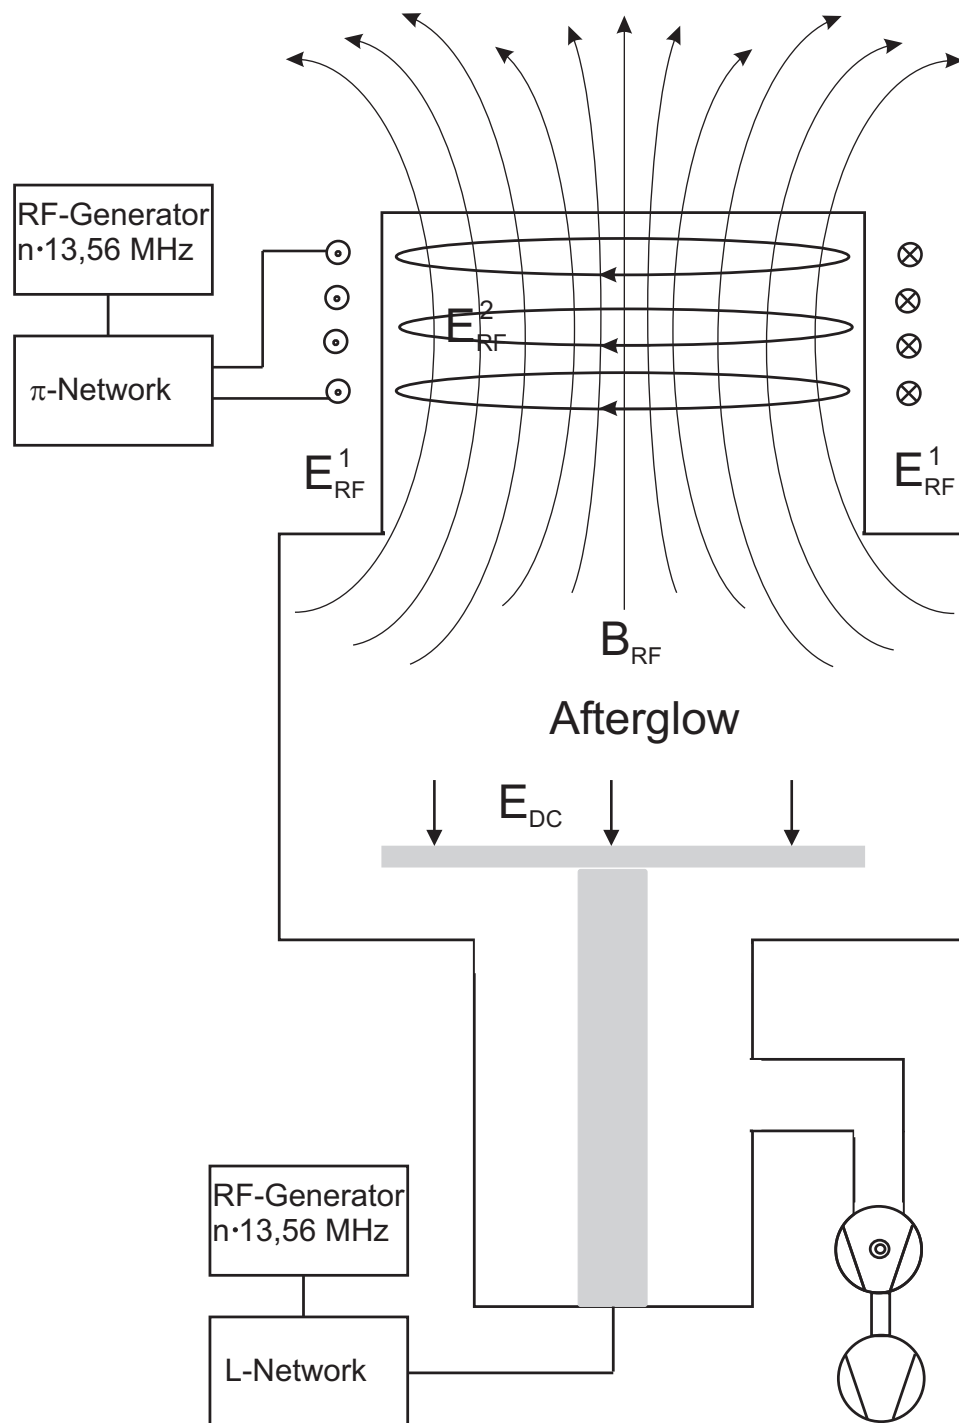 RF-Generator
n·13,56 MHz
π-Network
E²RF
E¹RF
E¹RF
BRF
Afterglow
EDC
RF-Generator
n·13,56 MHz
L-Network